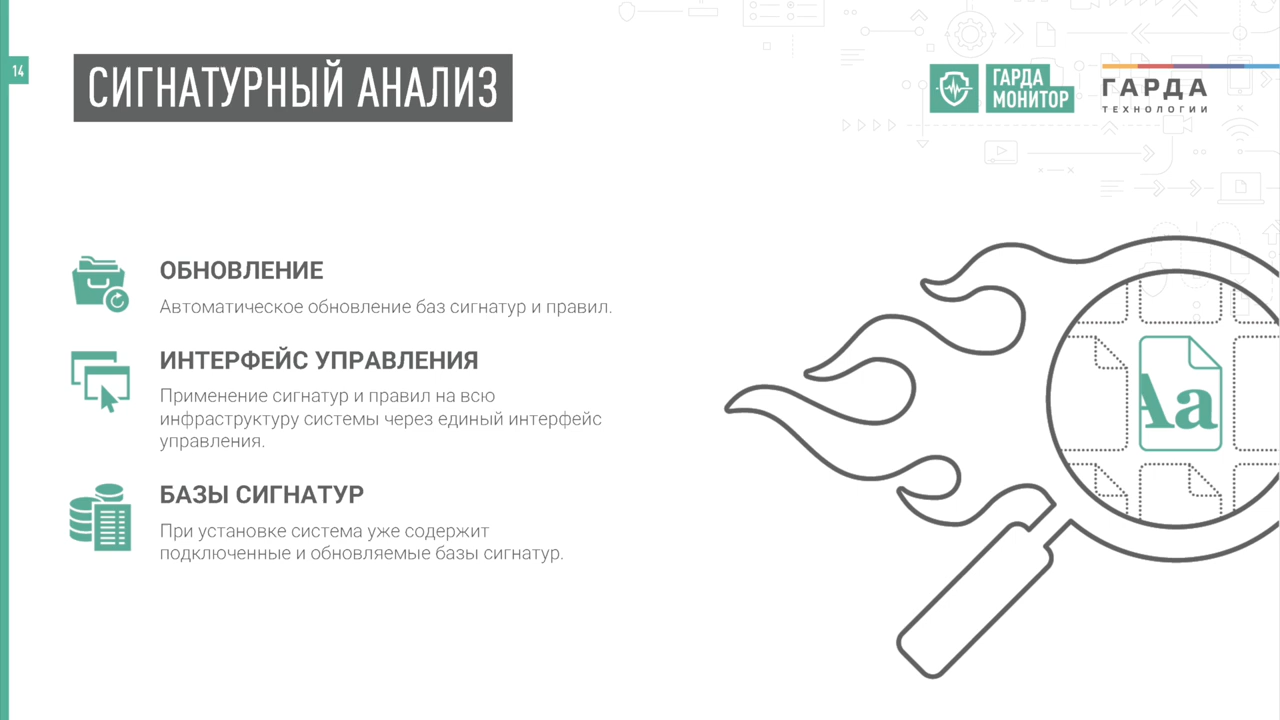 14
СИГНАТУРНЫЙ АНАЛИЗ
ГАРДА
МОНИТОР
ГАРДА
ТЕХНОЛОГИИ
ОБНОВЛЕНИЕ
Автоматическое обновление баз сигнатур и правил.
ИНТЕРФЕЙС УПРАВЛЕНИЯ
Применение сигнатур и правил на всю
инфраструктуру системы через единый интерфейс
управления.
БАЗЫ СИГНАТУР
При установке система уже содержит
подключенные и обновляемые базы сигнатур.
Aa